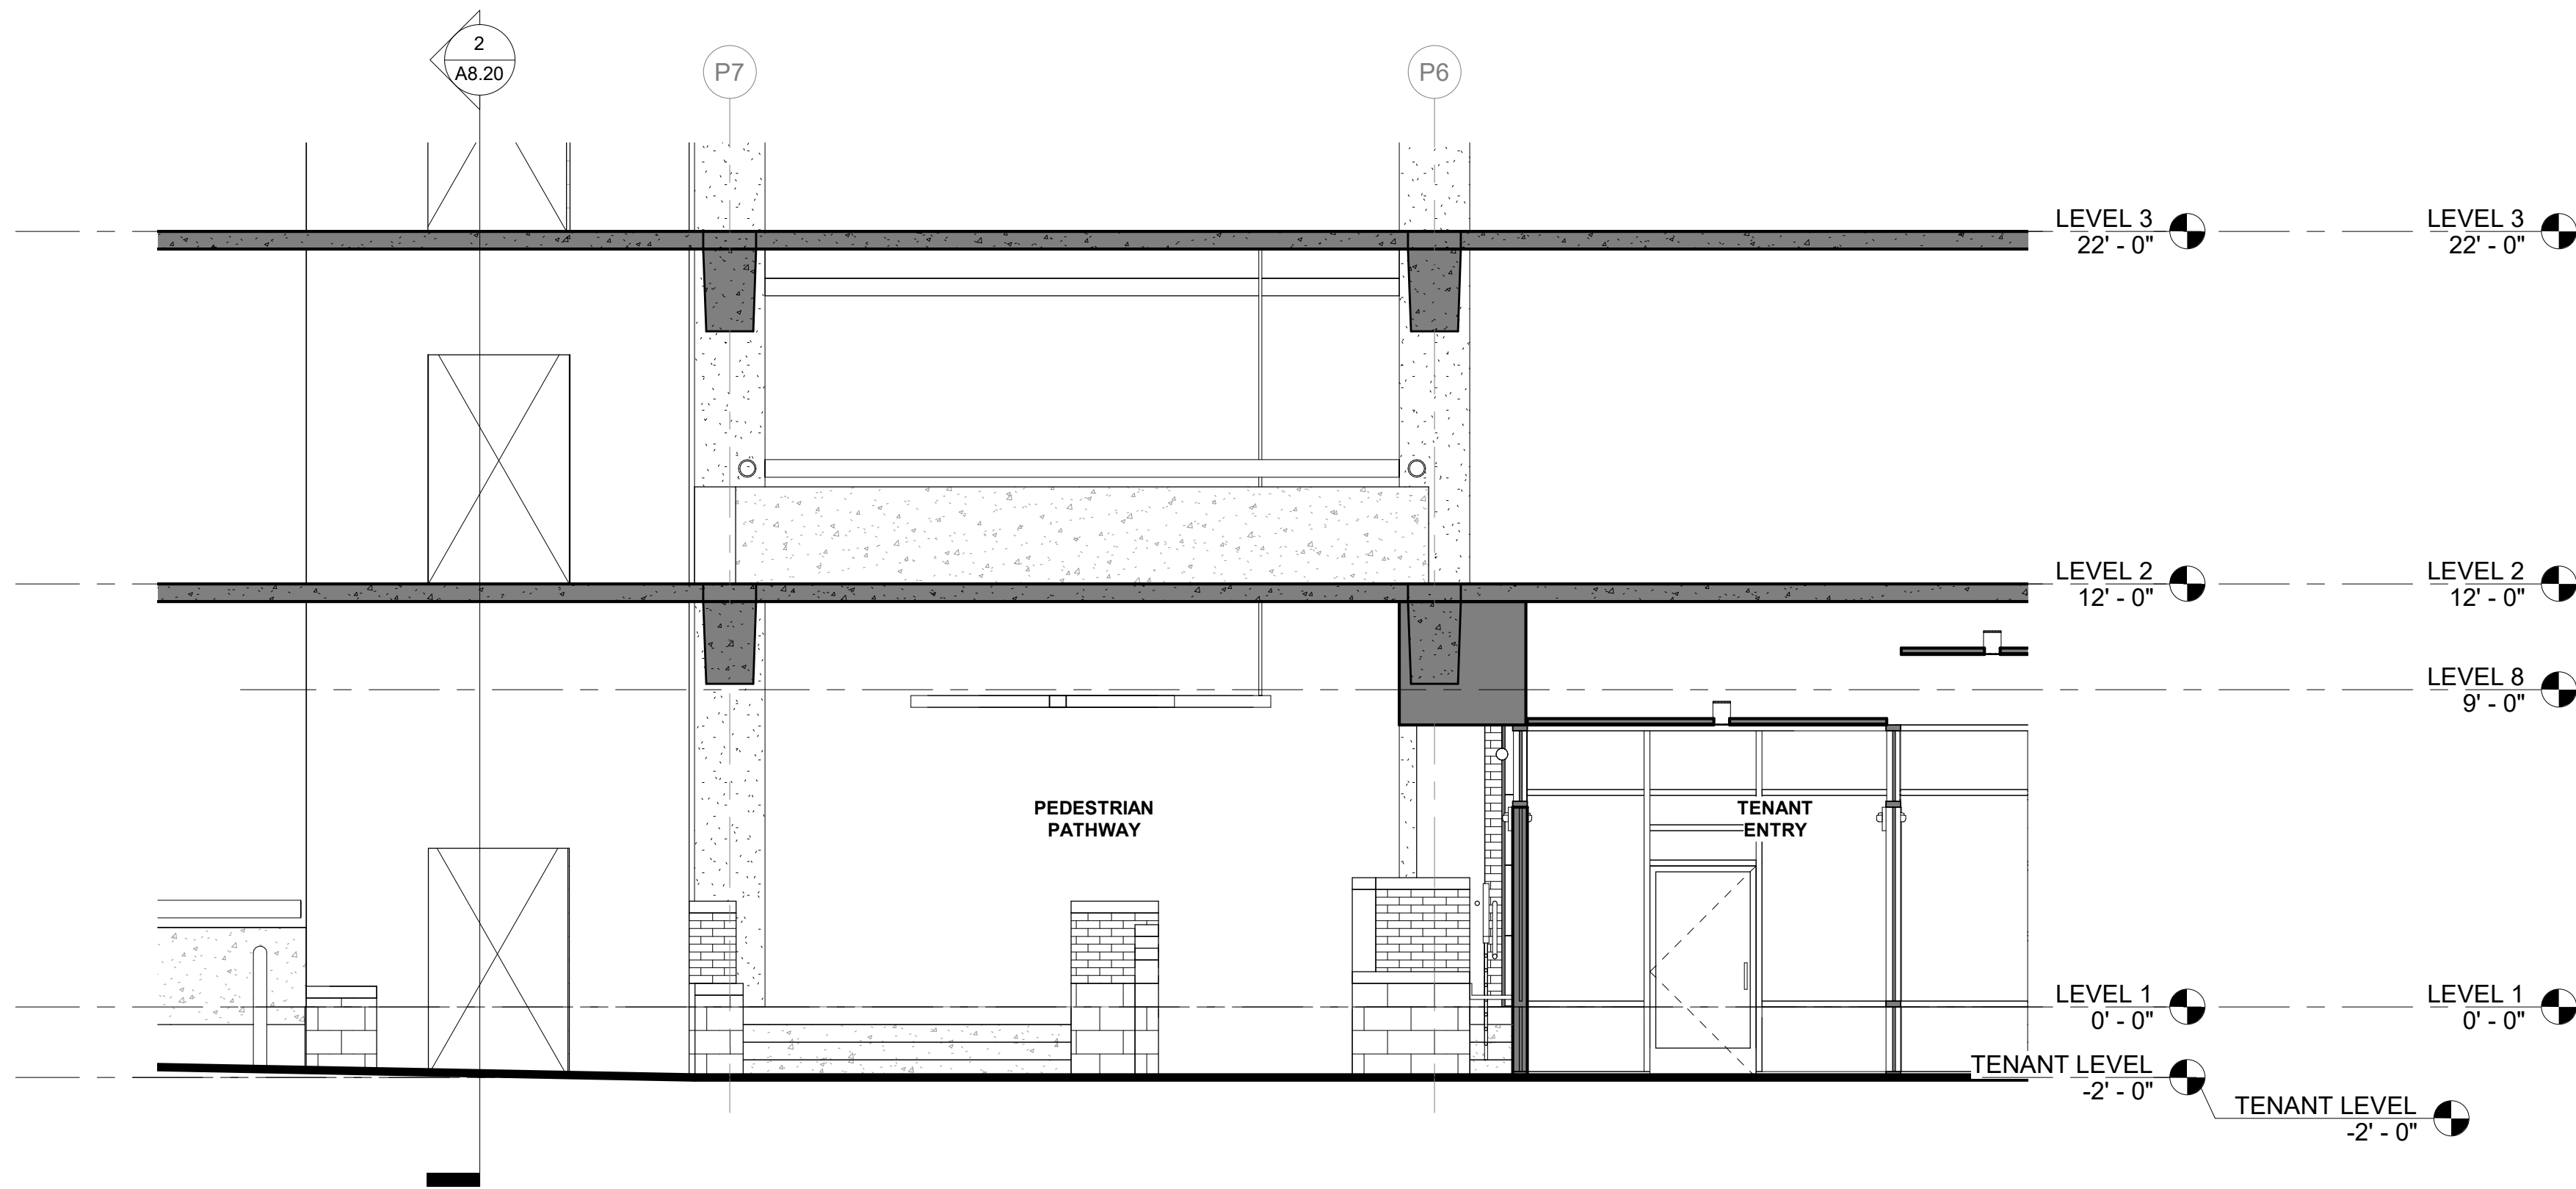 2
A8.20
P7
P6
LEVEL 3
22' - 0"
LEVEL 3
22' - 0"
LEVEL 2
12' - 0"
LEVEL 2
12' - 0"
LEVEL 8
9' - 0"
PEDESTRIAN
PATHWAY
TENANT
ENTRY
LEVEL 1
0' - 0"
LEVEL 1
0' - 0"
TENANT LEVEL
-2' - 0"
TENANT LEVEL
-2' - 0"